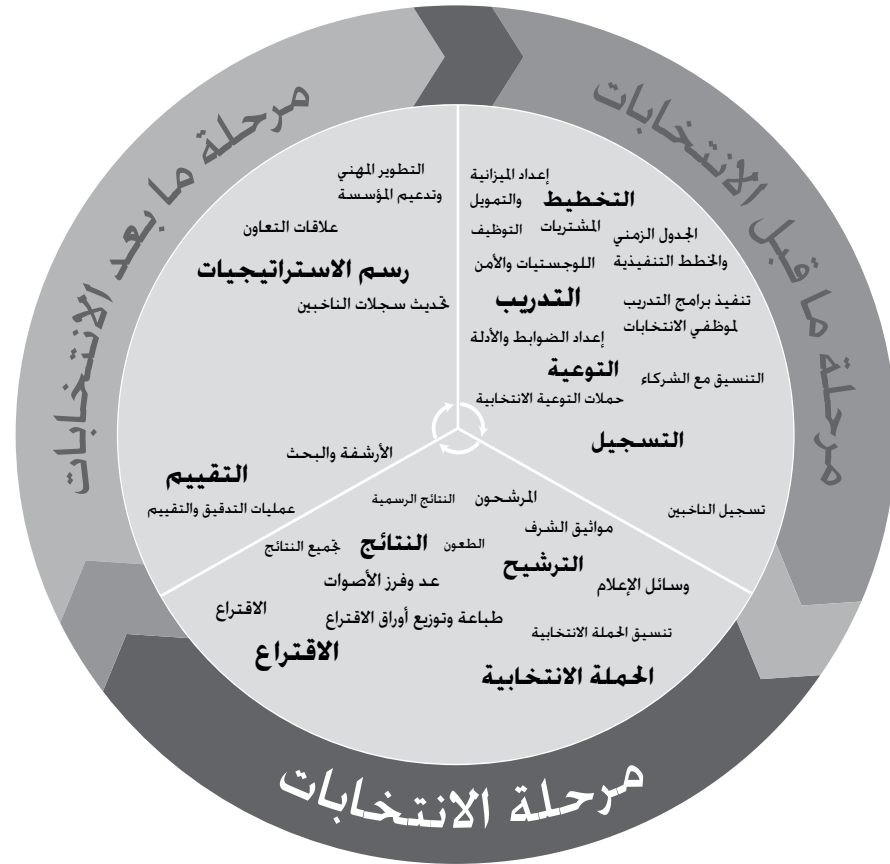 مرحلة ما قبل الانتخابات
إعداد الميزانية
والتمويل
التخطيط
التوظيف
المشتريات
الجدول الزمني
والخطط التنفيذية
اللوجستيات والأمن
التدريب
تنفيذ برامج التدريب
لموظفي الانتخابات
إعداد الضوابط والأدلة
التوعية
التنسيق مع الشركاء
حملات التوعية الانتخابية
التسجيل
تسجيل الناخبين
مرحلة الانتخابات
المرشحون
مواثيق الشرف
الترشيح
وسائل الإعلام
تنسيق الحملة الانتخابية
الحملة الانتخابية
طباعة وتوزيع أوراق الاقتراع
الاقتراع
الاقتراع
عد وفرز الأصوات
تجميع النتائج
النتائج
الطعون
النتائج الرسمية
مرحلة ما بعد الانتخابات
الأرشفة والبحث
التقييم
عمليات التدقيق والتقييم
تحديث سجلات الناخبين
رسم الاستراتيجيات
علاقات التعاون
التطوير المهني
وتدعيم المؤسسة